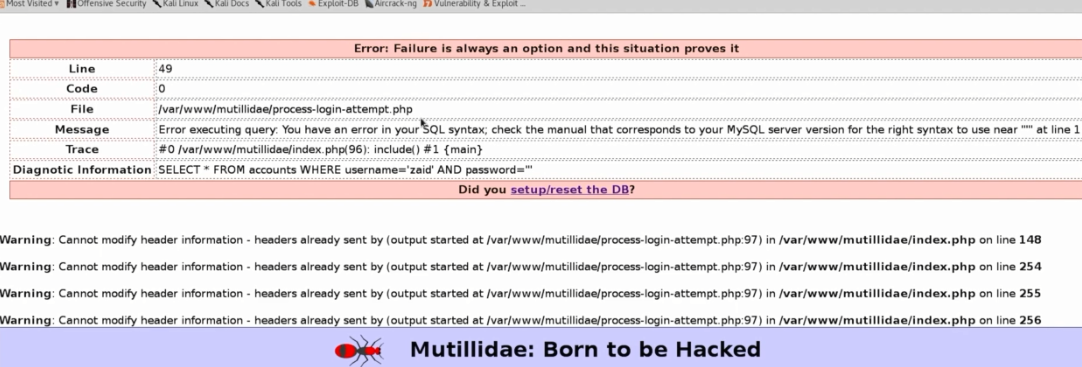 Most Visited Offensive Security Kali Linux Kali Docs Kali Tools Exploit-DB Aircrack-ng Vulnerability & Exploit ...
Error: Failure is always an option and this situation proves it
Line 49
Code 0
File /var/www/mutillidae/process-login-attempt.php
Message Error executing query: You have an error in your SQL syntax; check the manual that corresponds to your MySQL server version for the right syntax to use near ''''' at line 1
Trace #0 /var/www/mutillidae/index.php(96): include() #1 {main}
Diagnostic Information SELECT * FROM accounts WHERE username='zaid' AND password='''
Did you setup/reset the DB?
Warning: Cannot modify header information - headers already sent by (output started at /var/www/mutillidae/process-login-attempt.php:97) in /var/www/mutillidae/index.php on line 148
Warning: Cannot modify header information - headers already sent by (output started at /var/www/mutillidae/process-login-attempt.php:97) in /var/www/mutillidae/index.php on line 254
Warning: Cannot modify header information - headers already sent by (output started at /var/www/mutillidae/process-login-attempt.php:97) in /var/www/mutillidae/index.php on line 255
Warning: Cannot modify header information - headers already sent by (output started at /var/www/mutillidae/process-login-attempt.php:97) in /var/www/mutillidae/index.php on line 256
Mutillidae: Born to be Hacked